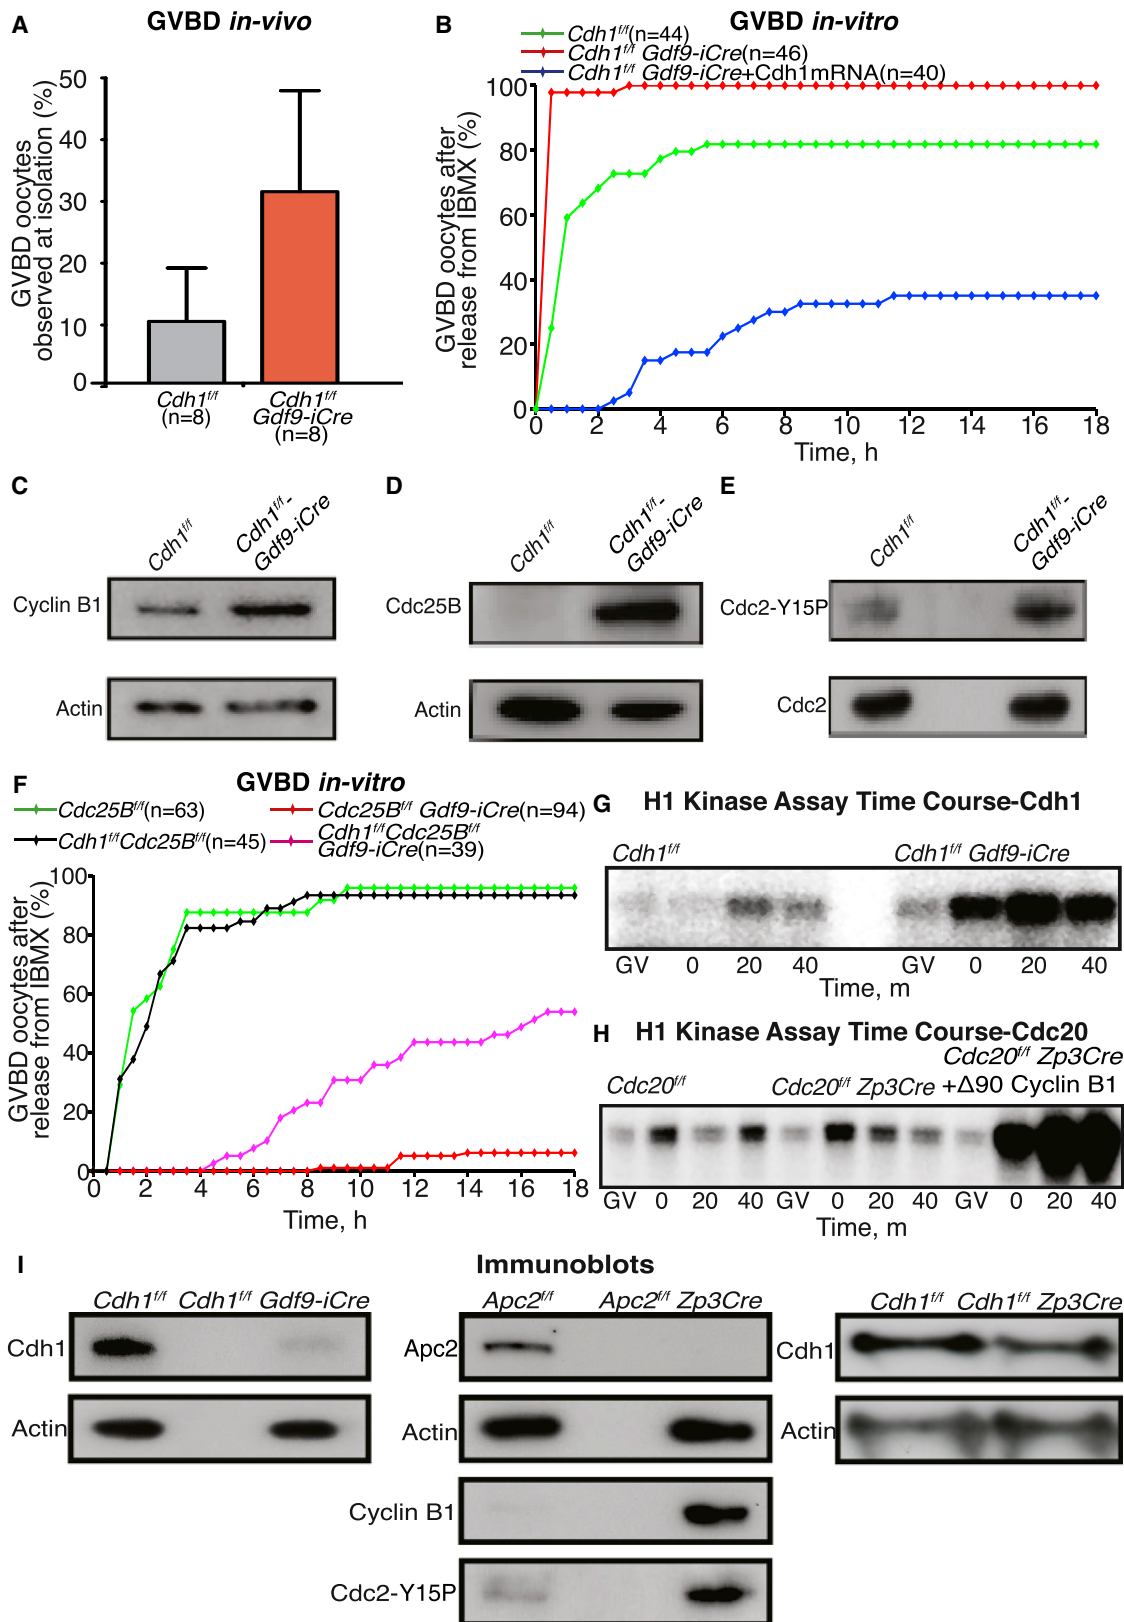 A
GVBD in-vivo
GVBD oocytes
observed at isolation (%)
50
40
30
20
10
0
Cdh1f/f
(n=8)
Cdh1f/f
Gdf9-iCre
(n=8)
B
GVBD in-vitro
Cdh1f/f(n=44)
Cdh1f/f Gdf9-iCre(n=46)
Cdh1f/f Gdf9-iCre+Cdh1mRNA(n=40)
GVBD oocytes after
release from IBMX (%)
100
80
60
40
20
0
0 2 4 6 8 10 12 14 16 18
Time, h
C
Cdh1f/f
Cdh1f/f-
Gdf9-iCre
Cyclin B1
Actin
D
Cdh1f/f
Cdh1f/f-
Gdf9-iCre
Cdc25B
Actin
E
Cdh1f/f
Cdh1f/f-
Gdf9-iCre
Cdc2-Y15P
Cdc2
F
GVBD in-vitro
Cdc25Bf/f(n=63)
Cdc25Bf/f Gdf9-iCre(n=94)
Cdh1f/fCdc25Bf/f(n=45)
Cdh1f/fCdc25Bf/f
Gdf9-iCre(n=39)
GVBD oocytes after
release from IBMX (%)
100
80
60
40
20
0
0 2 4 6 8 10 12 14 16 18
Time, h
G
H1 Kinase Assay Time Course-Cdh1
Cdh1f/f
Cdh1f/f Gdf9-iCre
GV 0 20 40 GV 0 20 40
Time, m
H
H1 Kinase Assay Time Course-Cdc20
Cdc20f/f
Cdc20f/f Zp3Cre
Cdc20f/f Zp3Cre
+Δ90 Cyclin B1
GV 0 20 40 GV 0 20 40 GV 0 20 40
Time, m
I
Immunoblots
Cdh1f/f Cdh1f/f Gdf9-iCre
Cdh1
Actin
Apc2f/f Apc2f/f Zp3Cre
Apc2
Actin
Cyclin B1
Cdc2-Y15P
Cdh1f/f Cdh1f/f Zp3Cre
Cdh1
Actin